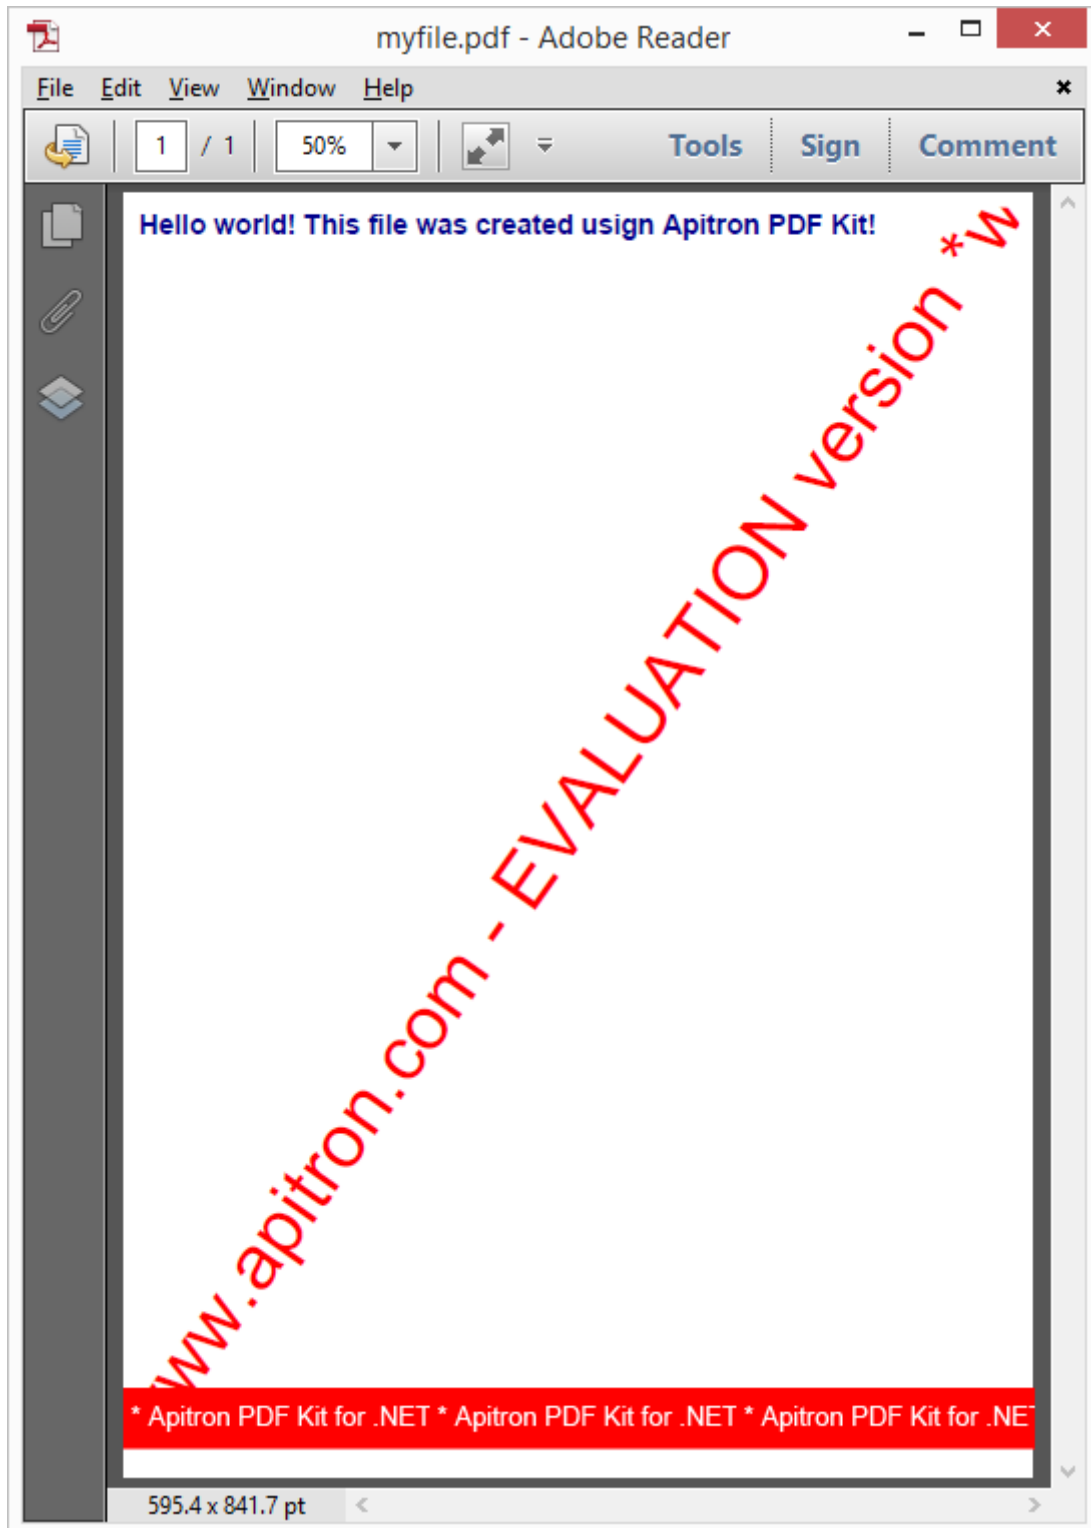 myfile.pdf - Adobe Reader
File Edit View Window Help
1 / 1 50% Tools Sign Comment
Hello world! This file was created usign Apitron PDF Kit!
www.apitron.com - EVALUATION version *w
* Apitron PDF Kit for .NET * Apitron PDF Kit for .NET * Apitron PDF Kit for .NET
595.4 x 841.7 pt